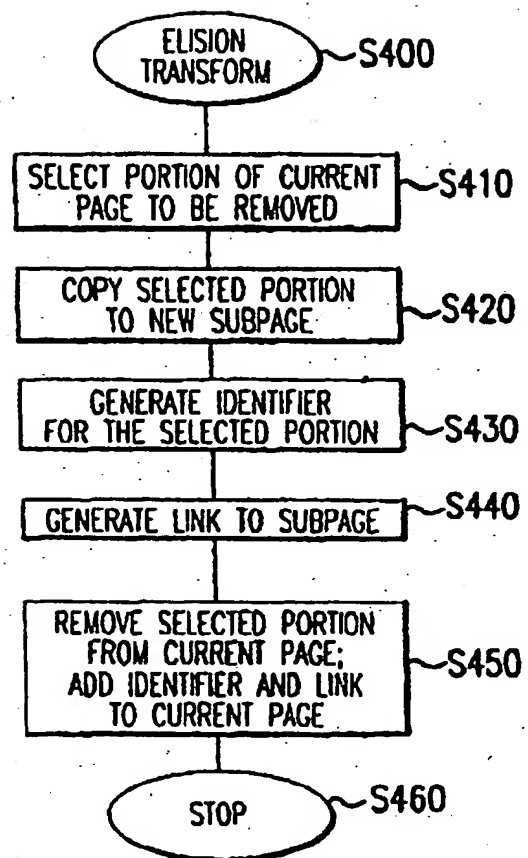 ELISION
TRANSFORM
S400
SELECT PORTION OF CURRENT
PAGE TO BE REMOVED
S410
COPY SELECTED PORTION
TO NEW SUBPAGE
S420
GENERATE IDENTIFIER
FOR THE SELECTED PORTION
S430
GENERATE LINK TO SUBPAGE
S440
REMOVE SELECTED PORTION
FROM CURRENT PAGE;
ADD IDENTIFIER AND LINK
TO CURRENT PAGE
S450
STOP
S460